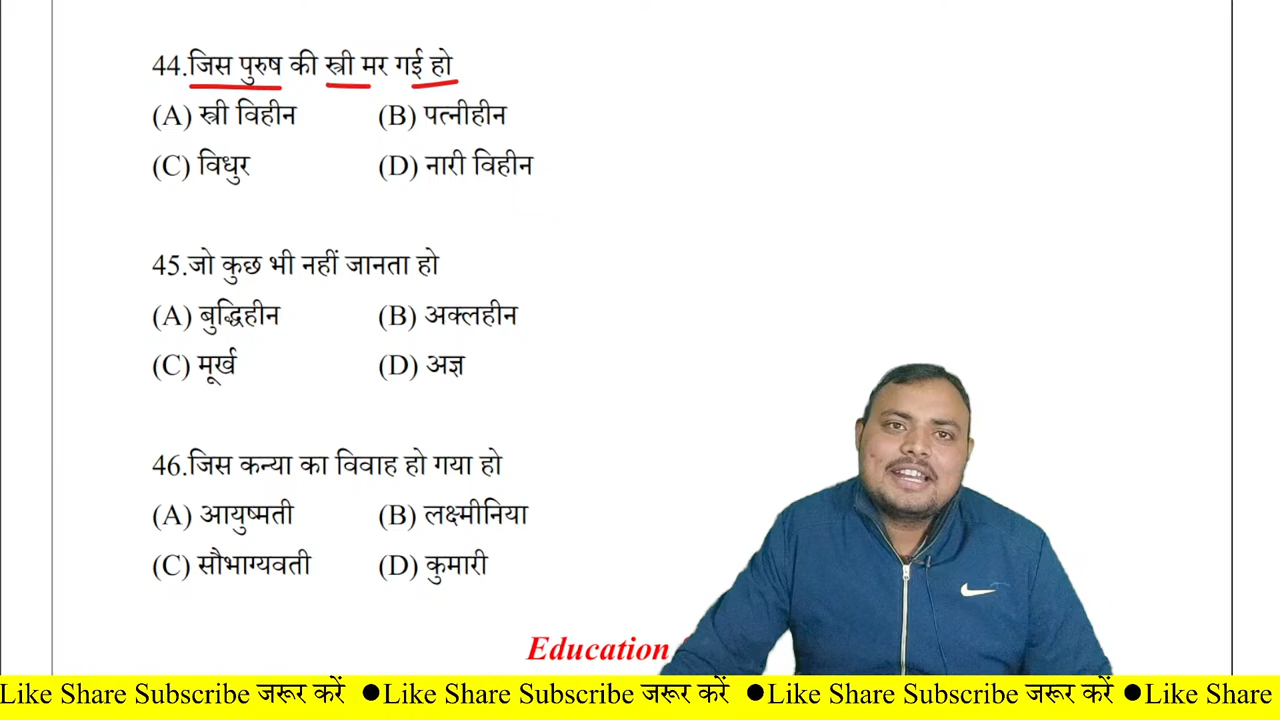 44.जिस पुरुष की स्त्री मर गई हो
(A) स्त्री विहीन (B) पत्नीहीन
(C) विधुर (D) नारी विहीन
45.जो कुछ भी नहीं जानता हो
(A) बुद्धिहीन (B) अक्लहीन
(C) मूर्ख (D) अज्ञ
46.जिस कन्या का विवाह हो गया हो
(A) आयुष्मती (B) लक्ष्मीनिया
(C) सौभाग्यवती (D) कुमारी
Education
Like Share Subscribe जरूर करें ●Like Share Subscribe जरूर करें ●Like Share Subscribe जरूर करें ●Like Share